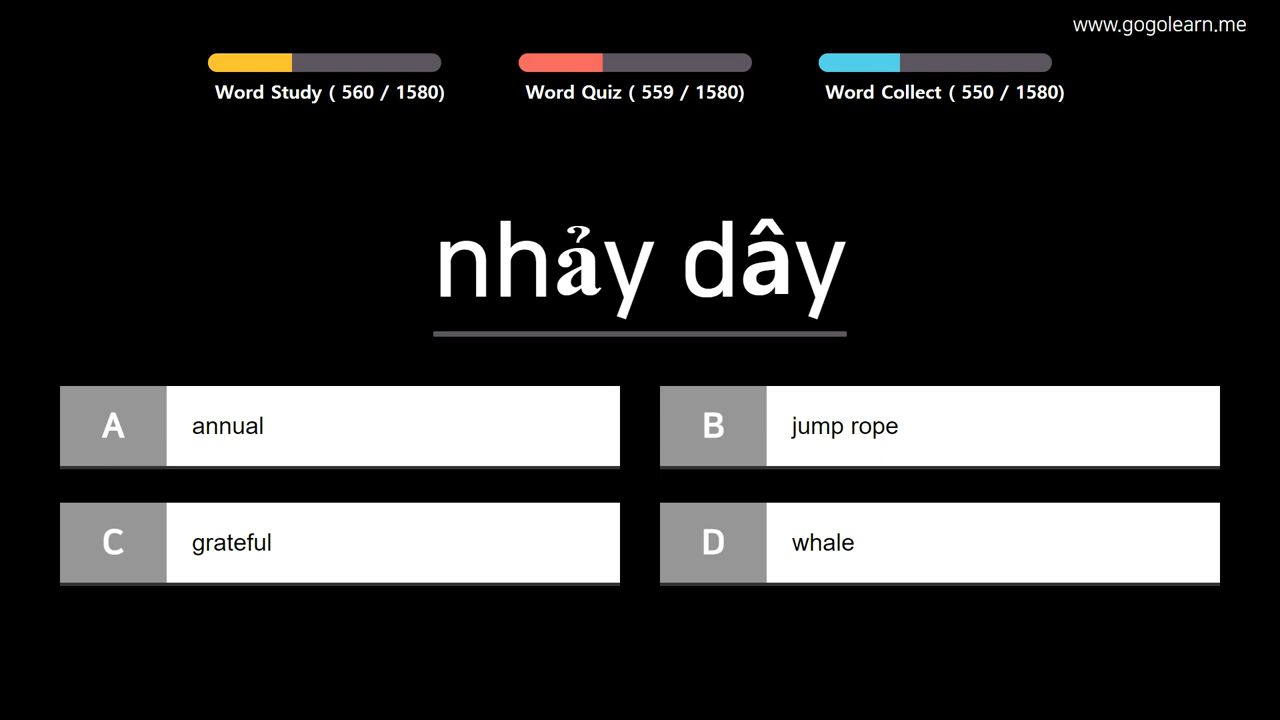 www.gogolearn.me
Word Study ( 560 / 1580)
Word Quiz ( 559 / 1580)
Word Collect ( 550 / 1580)
nhảy dây
A annual
B jump rope
C grateful
D whale